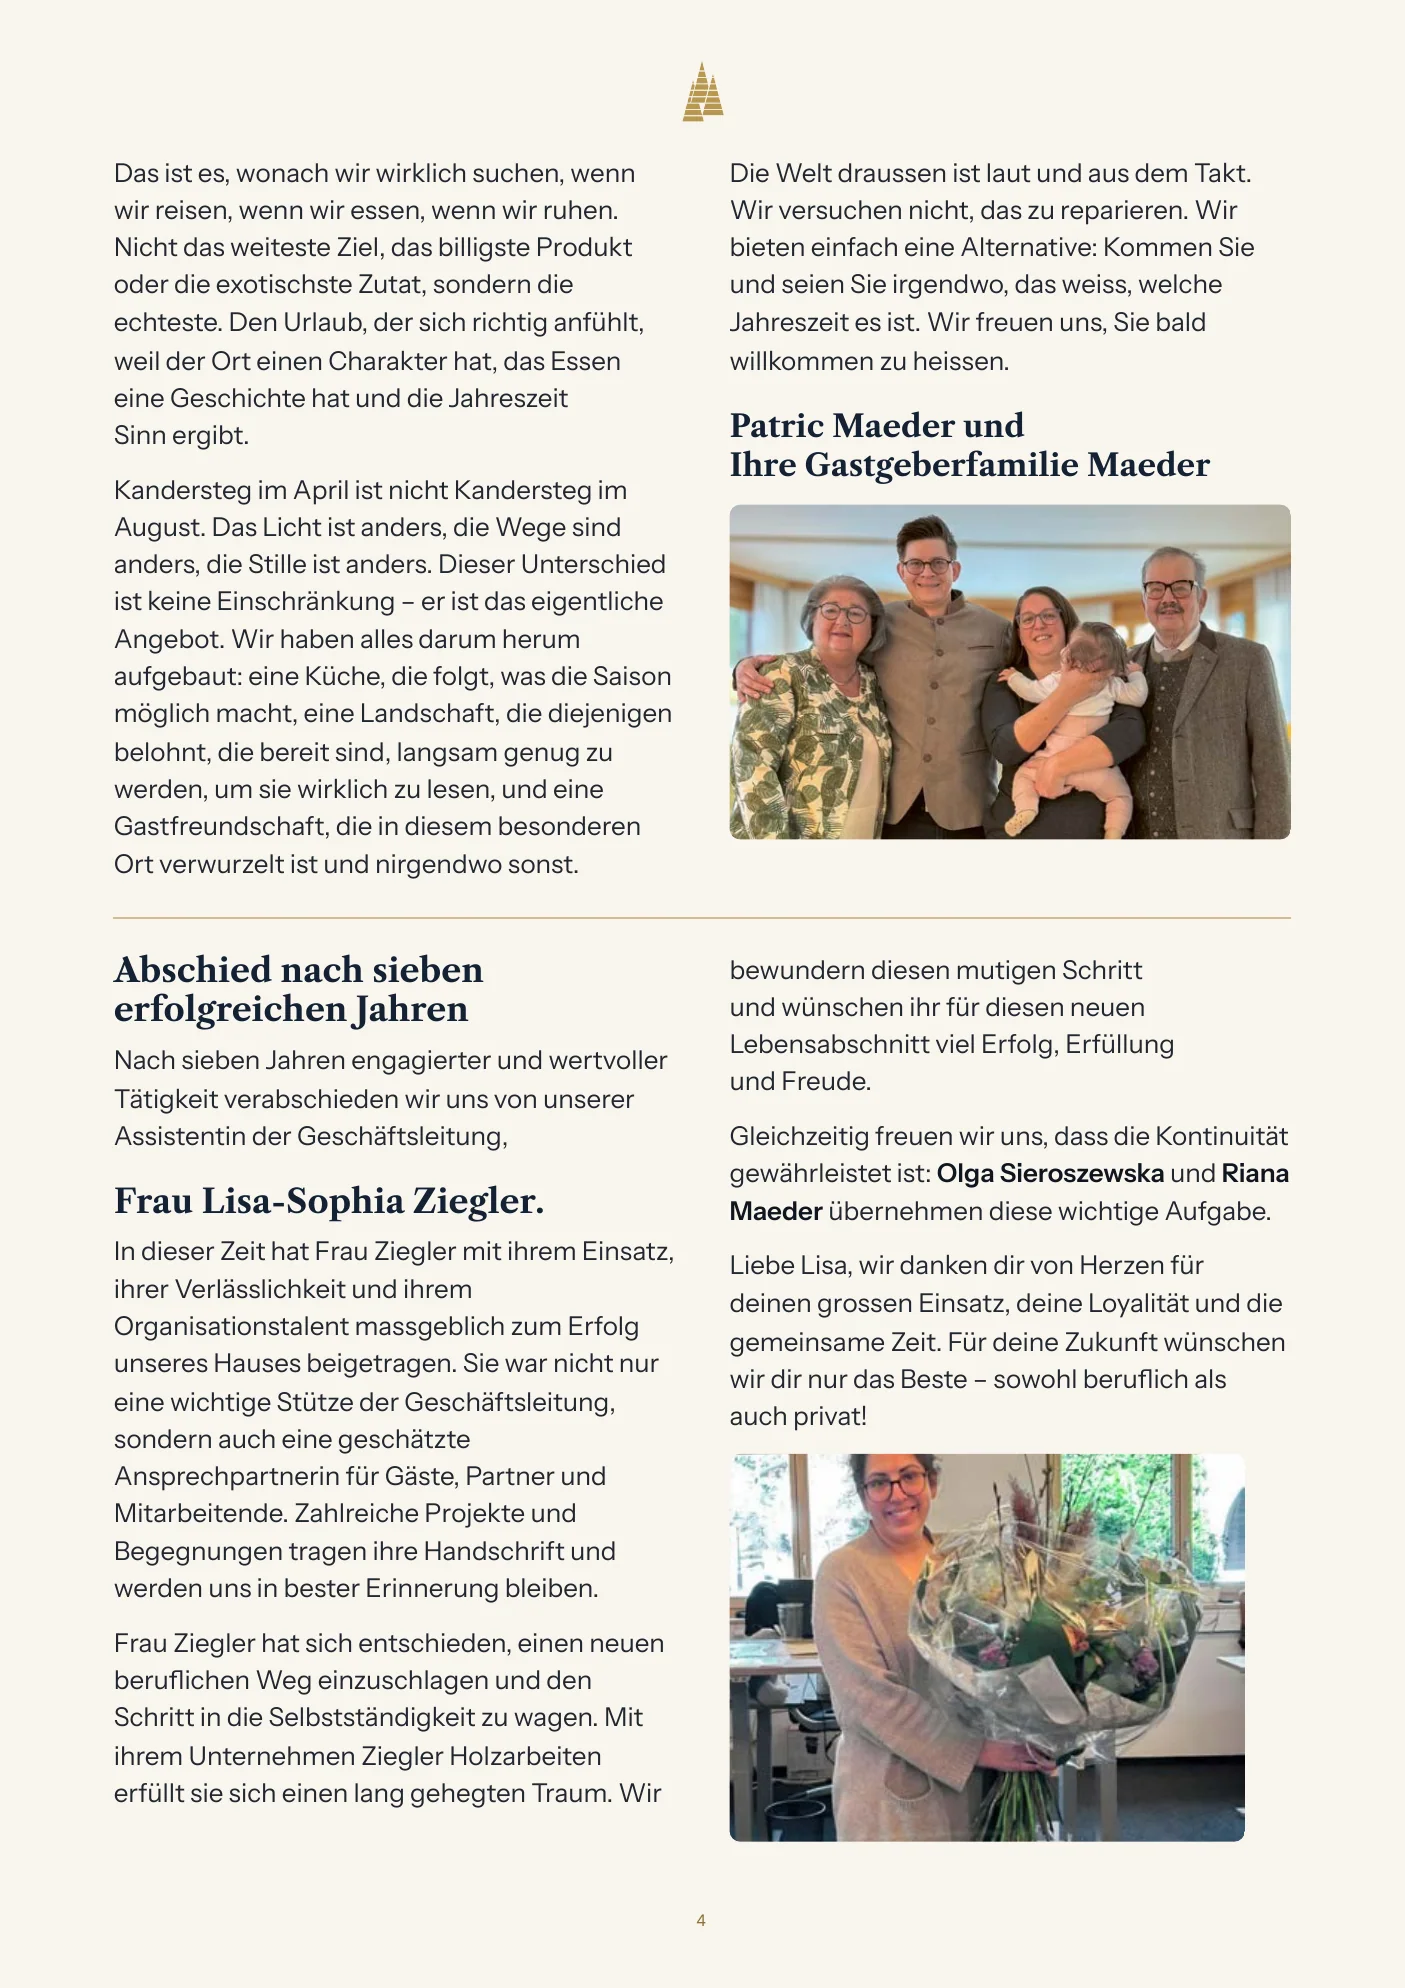 Das ist es, wonach wir wirklich suchen, wenn
wir reisen, wenn wir essen, wenn wir ruhen.
Nicht das weiteste Ziel, das billigste Produkt
oder die exotischste Zutat, sondern die
echteste. Den Urlaub, der sich richtig anfühlt,
weil der Ort einen Charakter hat, das Essen
eine Geschichte hat und die Jahreszeit
Sinn ergibt.
Kandersteg im April ist nicht Kandersteg im
August. Das Licht ist anders, die Wege sind
anders, die Stille ist anders. Dieser Unterschied
ist keine Einschränkung – er ist das eigentliche
Angebot. Wir haben alles darum herum
aufgebaut: eine Küche, die folgt, was die Saison
möglich macht, eine Landschaft, die diejenigen
belohnt, die bereit sind, langsam genug zu
werden, um sie wirklich zu lesen, und eine
Gastfreundschaft, die in diesem besonderen
Ort verwurzelt ist und nirgendwo sonst.
Die Welt draussen ist laut und aus dem Takt.
Wir versuchen nicht, das zu reparieren. Wir
bieten einfach eine Alternative: Kommen Sie
und seien Sie irgendwo, das weiss, welche
Jahreszeit es ist. Wir freuen uns, Sie bald
willkommen zu heissen.
Patric Maeder und
Ihre Gastgeberfamilie Maeder
Abschied nach sieben
erfolgreichen Jahren
Nach sieben Jahren engagierter und wertvoller
Tätigkeit verabschieden wir uns von unserer
Assistentin der Geschäftsleitung,
Frau Lisa-Sophia Ziegler.
In dieser Zeit hat Frau Ziegler mit ihrem Einsatz,
ihrer Verlässlichkeit und ihrem
Organisationstalent massgeblich zum Erfolg
unseres Hauses beigetragen. Sie war nicht nur
eine wichtige Stütze der Geschäftsleitung,
sondern auch eine geschätzte
Ansprechpartnerin für Gäste, Partner und
Mitarbeitende. Zahlreiche Projekte und
Begegnungen tragen ihre Handschrift und
werden uns in bester Erinnerung bleiben.
Frau Ziegler hat sich entschieden, einen neuen
beruflichen Weg einzuschlagen und den
Schritt in die Selbstständigkeit zu wagen. Mit
ihrem Unternehmen Ziegler Holzarbeiten
erfüllt sie sich einen lang gehegten Traum. Wir
bewundern diesen mutigen Schritt
und wünschen ihr für diesen neuen
Lebensabschnitt viel Erfolg, Erfüllung
und Freude.
Gleichzeitig freuen wir uns, dass die Kontinuität
gewährleistet ist: Olga Sieroszewska und Riana
Maeder übernehmen diese wichtige Aufgabe.
Liebe Lisa, wir danken dir von Herzen für
deinen grossen Einsatz, deine Loyalität und die
gemeinsame Zeit. Für deine Zukunft wünschen
wir dir nur das Beste – sowohl beruflich als
auch privat!
4